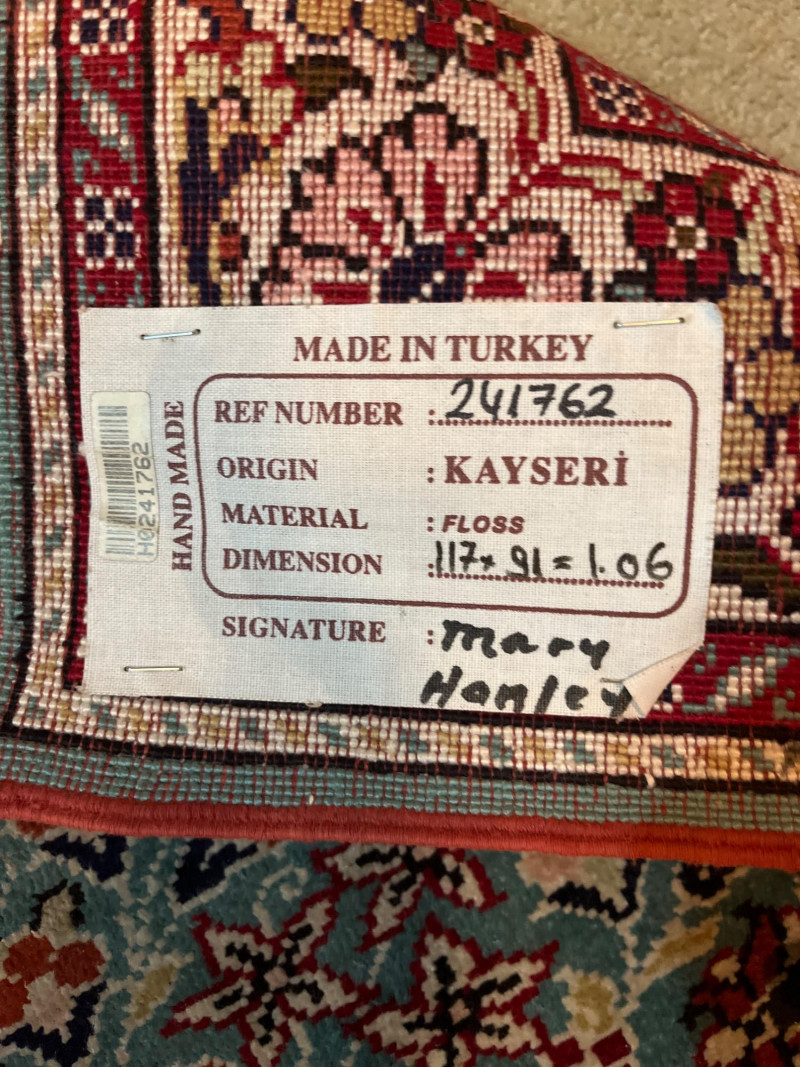 MADE IN TURKEY
REF NUMBER : 241762
ORIGIN : KAYSERİ
MATERIAL : FLOSS
DIMENSION : 117 x 91 = 1.06
SIGNATURE : Mary
Hanley
HAND MADE
H0241762